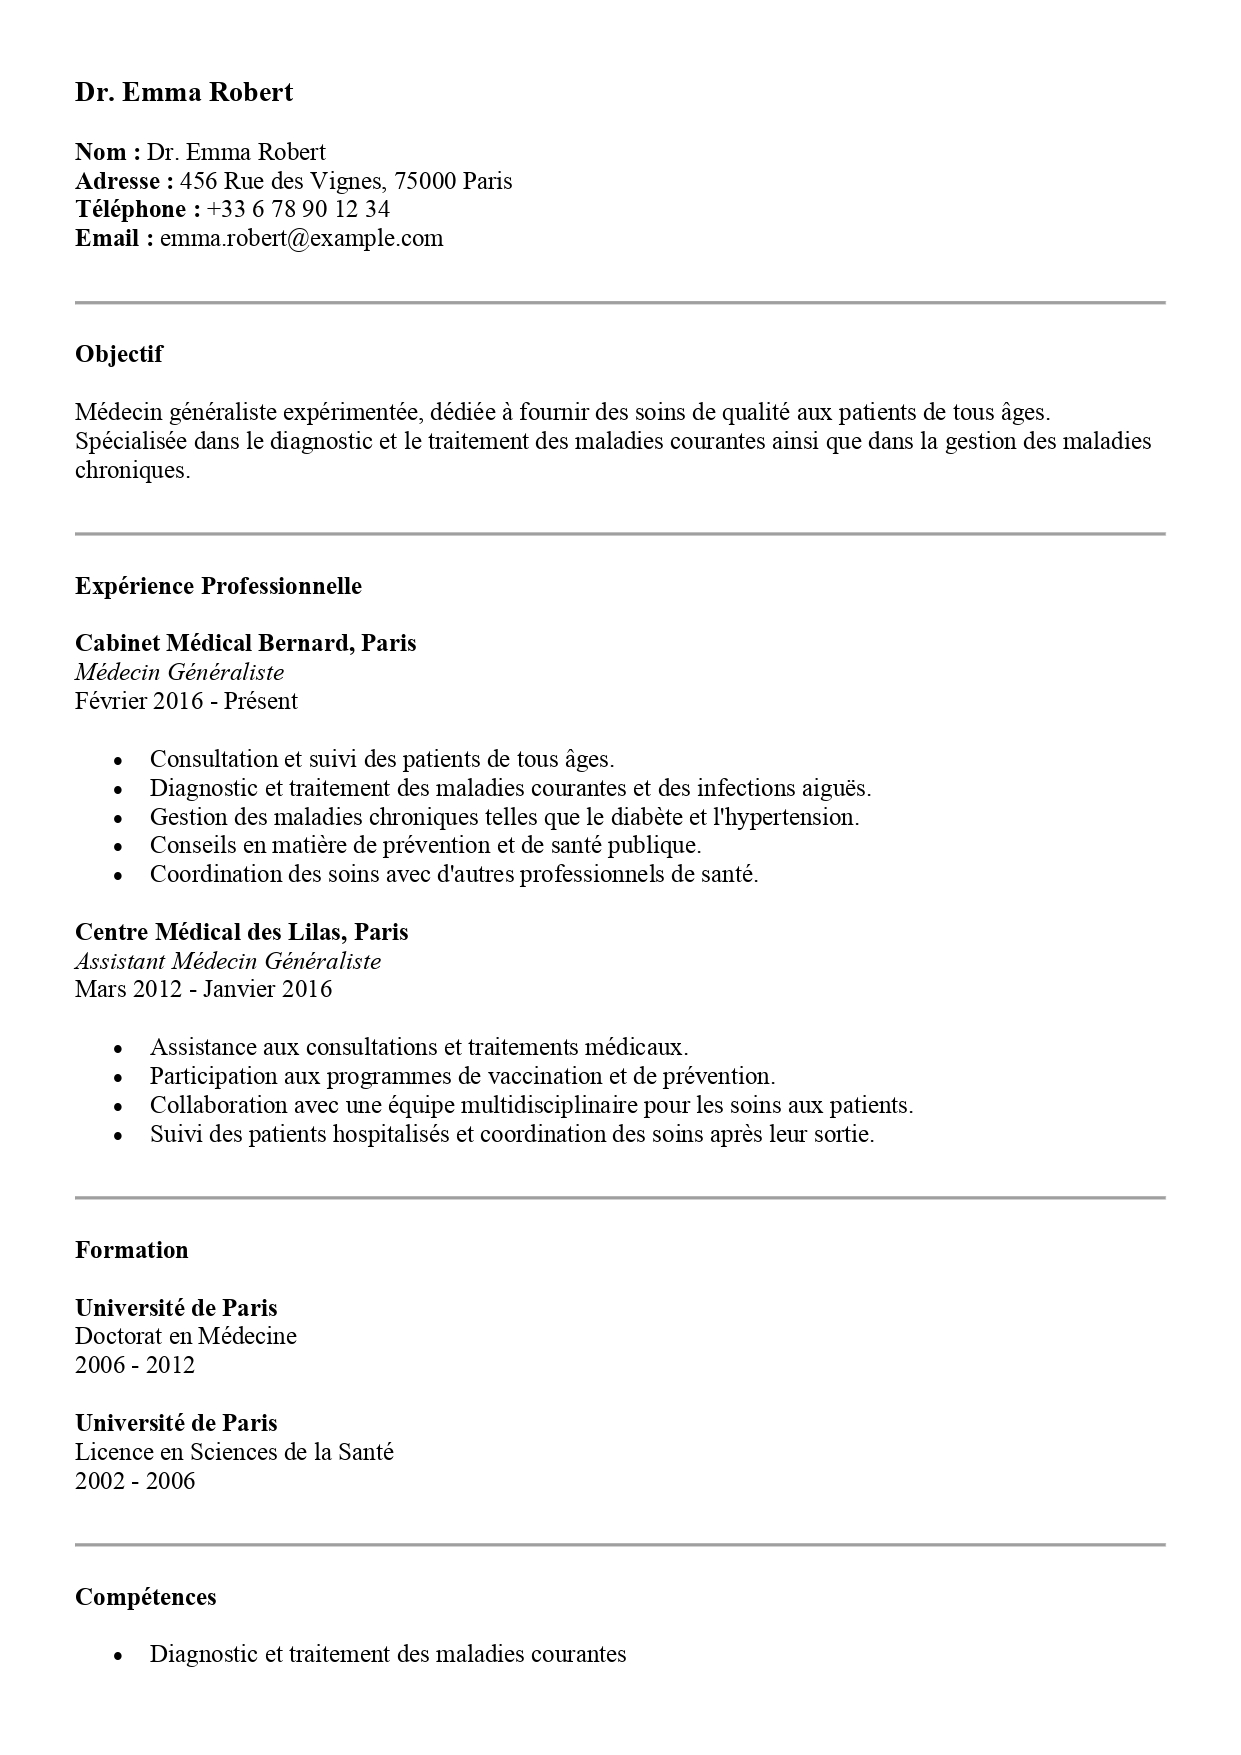 Dr. Emma Robert
Nom : Dr. Emma Robert
Adresse : 456 Rue des Vignes, 75000 Paris
Téléphone : +33 6 78 90 12 34
Email : emma.robert@example.com
Objectif
Médecin généraliste expérimentée, dédiée à fournir des soins de qualité aux patients de tous âges.
Spécialisée dans le diagnostic et le traitement des maladies courantes ainsi que dans la gestion des maladies
chroniques.
Expérience Professionnelle
Cabinet Médical Bernard, Paris
Médecin Généraliste
Février 2016 - Présent
• Consultation et suivi des patients de tous âges.
• Diagnostic et traitement des maladies courantes et des infections aiguës.
• Gestion des maladies chroniques telles que le diabète et l'hypertension.
• Conseils en matière de prévention et de santé publique.
• Coordination des soins avec d'autres professionnels de santé.
Centre Médical des Lilas, Paris
Assistant Médecin Généraliste
Mars 2012 - Janvier 2016
• Assistance aux consultations et traitements médicaux.
• Participation aux programmes de vaccination et de prévention.
• Collaboration avec une équipe multidisciplinaire pour les soins aux patients.
• Suivi des patients hospitalisés et coordination des soins après leur sortie.
Formation
Université de Paris
Doctorat en Médecine
2006 - 2012
Université de Paris
Licence en Sciences de la Santé
2002 - 2006
Compétences
• Diagnostic et traitement des maladies courantes